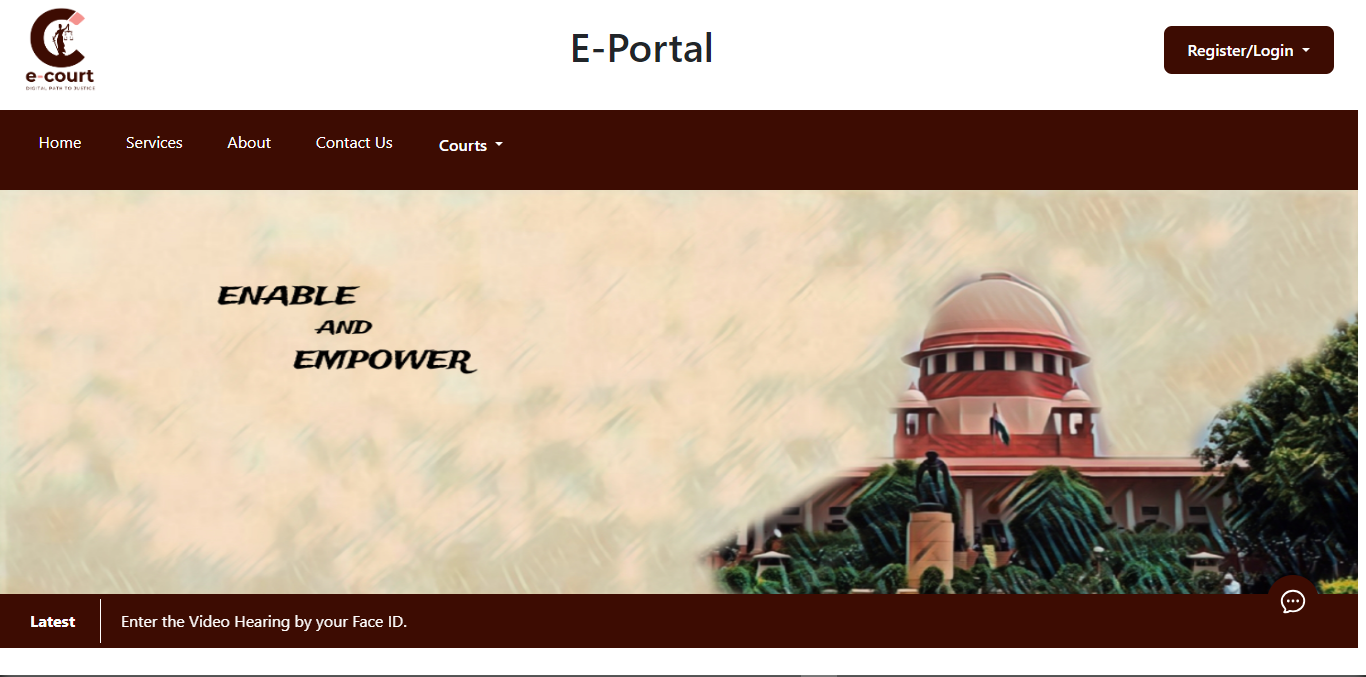 e-court
DIGITAL PATH TO JUSTICE
E-Portal
Register/Login
Home
Services
About
Contact Us
Courts
ENABLE
AND
EMPOWER
Latest
Enter the Video Hearing by your Face ID.